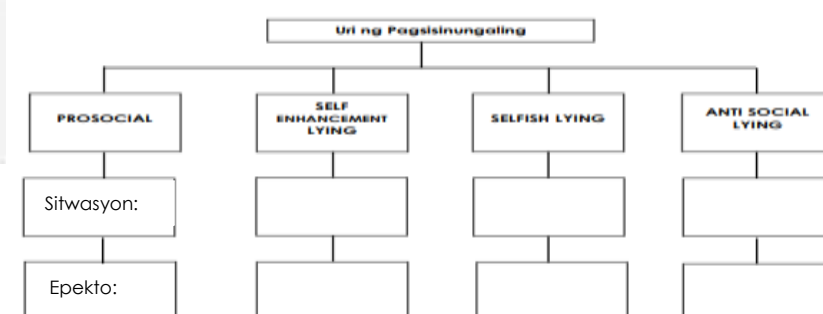 Uri ng Pagsisinungaling
PROSOCIAL
SELF
ENHANCEMENT
LYING
SELFISH LYING
ANTI SOCIAL
LYING
Sitwasyon:
Epekto: